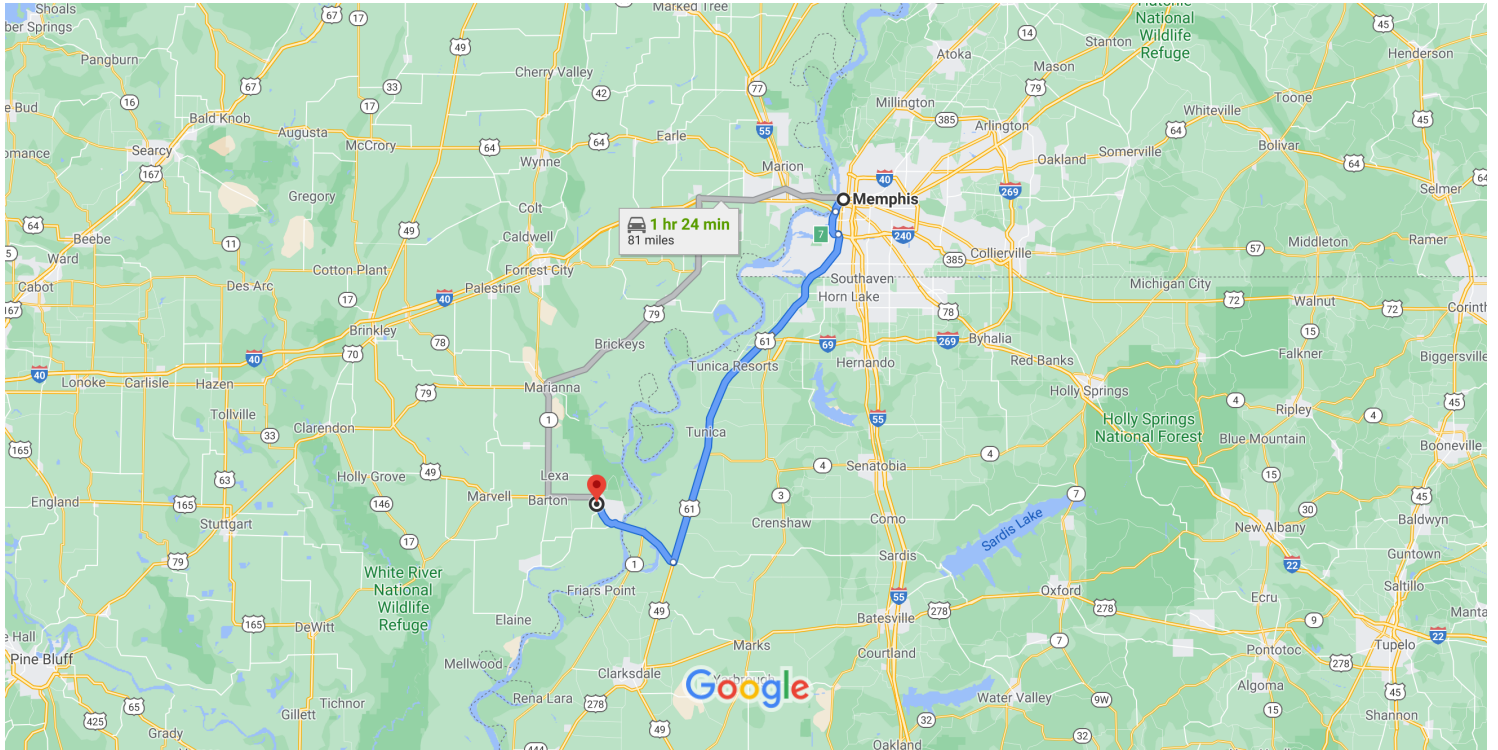 Shoals
ber Springs
67
17
49
Marked Tree
Hatchie
National
Wildlife
Refuge
45
14
Stanton
Henderson
Pangburn
Cherry Valley
Atoka
Mason
67
33
42
77
79
e Bud
16
17
Millington
Whiteville
Toone
Bald Knob
Augusta
55
Earle
385
Arlington
64
45
omance
Searcy
McCrory
64
64
Wynne
Marion
Oakland
Somerville
Bolivar
64
167
40
269
Selmer
64
Gregory
Memphis
64
Colt
1 hr 24 min
81 miles
7
240
Beebe
11
49
Caldwell
Collierville
57
Middleton
Ramer
5
Ward
Cotton Plant
Forrest City
385
Southaven
Cabot
Des Arc
17
40
Palestine
Horn Lake
Michigan City
72
Walnut
72
Corinth
167
79
78
Brinkley
78
Brickeys
61
69
269
Byhalia
15
40
70
Falkner
Red Banks
Biggersville
40
Lonoke
Carlisle
Hazen
Tunica Resorts
Hernando
Marianna
79
Holly Springs
4
45
Tollville
1
55
Holly Springs
National Forest
Ripley
4
33
Clarendon
Tunica
Blue Mountain
165
Booneville
4
Senatobia
4
Holly Grove
49
Lexa
15
63
Marvell
Barton
3
7
45
England
165
146
61
30
Stuttgart
Crenshaw
Como
Sardis Lake
New Albany
Baldwyn
17
79
1
Sardis
22
Guntown
White River
National
Wildlife
Refuge
Friars Point
55
278
Oxford
278
Ecru
Saltillo
49
Elaine
165
DeWitt
Batesville
9
Manta
e Hall
Marks
7
22
Pine Bluff
Mellwood
Courtland
Pontotoc
Tupelo
278
Clarksdale
Google
Rena Lara
278
Water Valley
9W
Algoma
45
65
Tichnor
425
Gillett
49
32
15
Shannon
Grady
444
Oakland
32